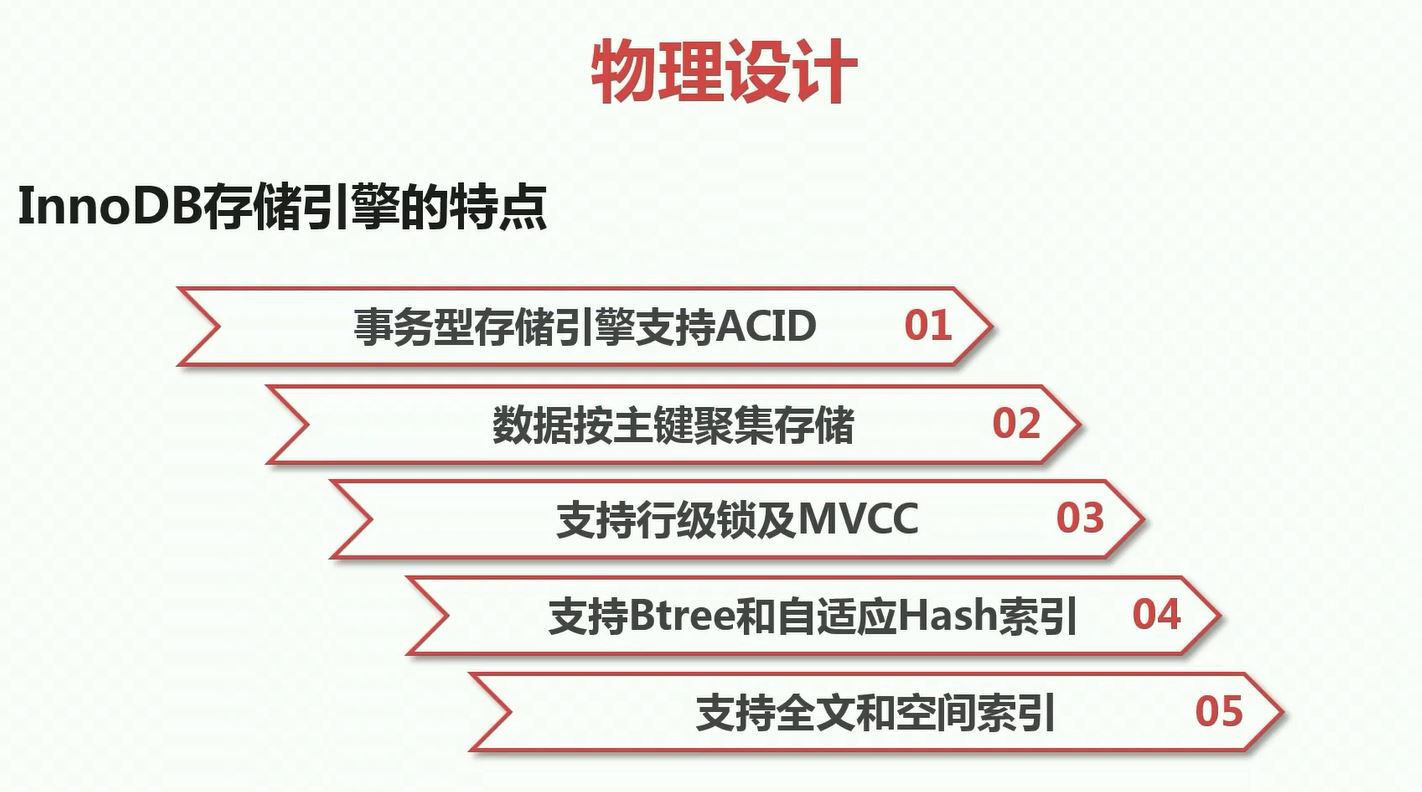 物理设计
InnoDB存储引擎的特点
事务型存储引擎支持ACID 01
数据按主键聚集存储 02
支持行级锁及MVCC 03
支持Btree和自适应Hash索引 04
支持全文和空间索引 05